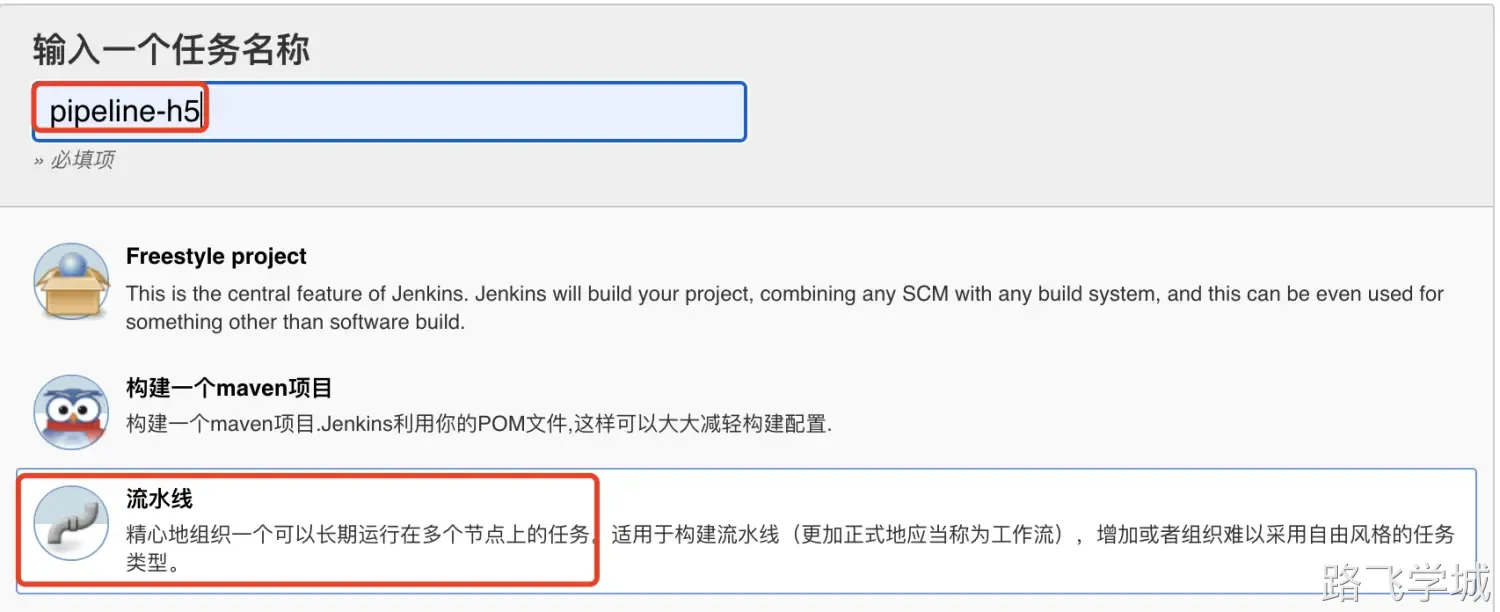 输入一个任务名称
pipeline-h5
» 必填项
Freestyle project
This is the central feature of Jenkins. Jenkins will build your project, combining any SCM with any build system, and this can be even used for
something other than software build.
构建一个maven项目
构建一个maven项目.Jenkins利用你的POM文件,这样可以大大减轻构建配置.
流水线
精心地组织一个可以长期运行在多个节点上的任务。适用于构建流水线（更加正式地应当称为工作流），增加或者组织难以采用自由风格的任务
类型。
路飞学城